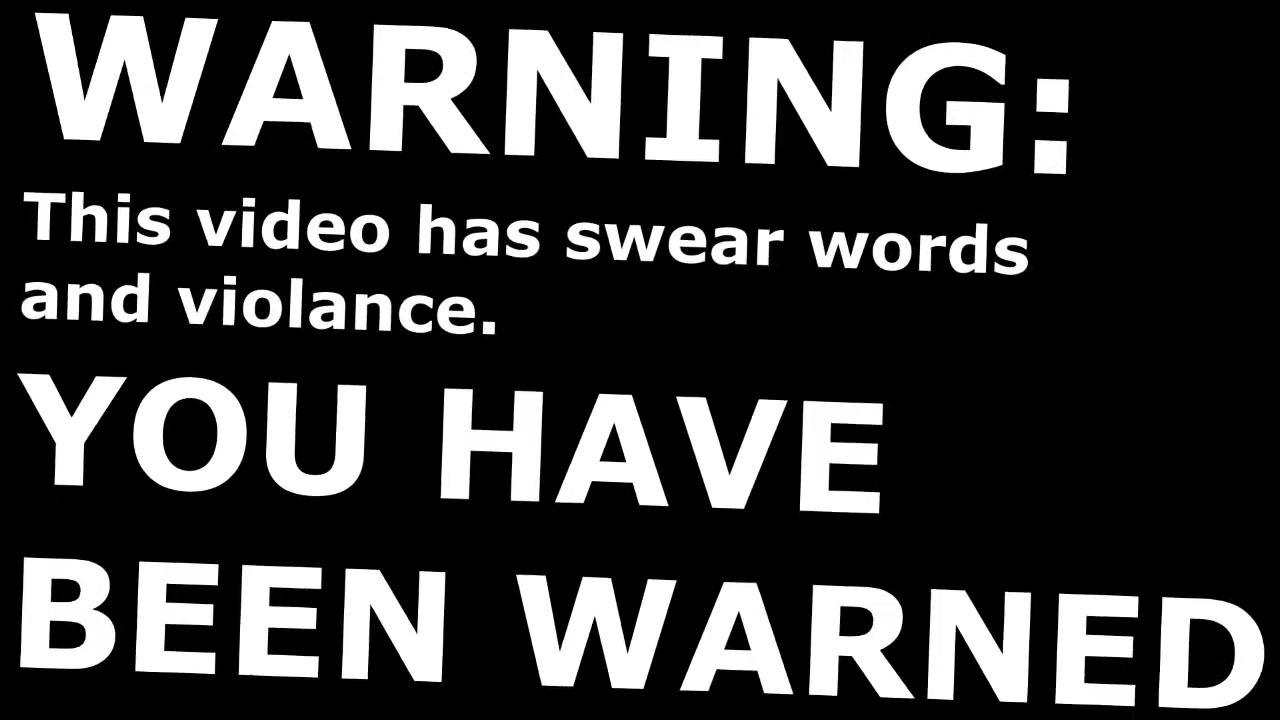 WARNING:
This video has swear words
and violance.
YOU HAVE
BEEN WARNED